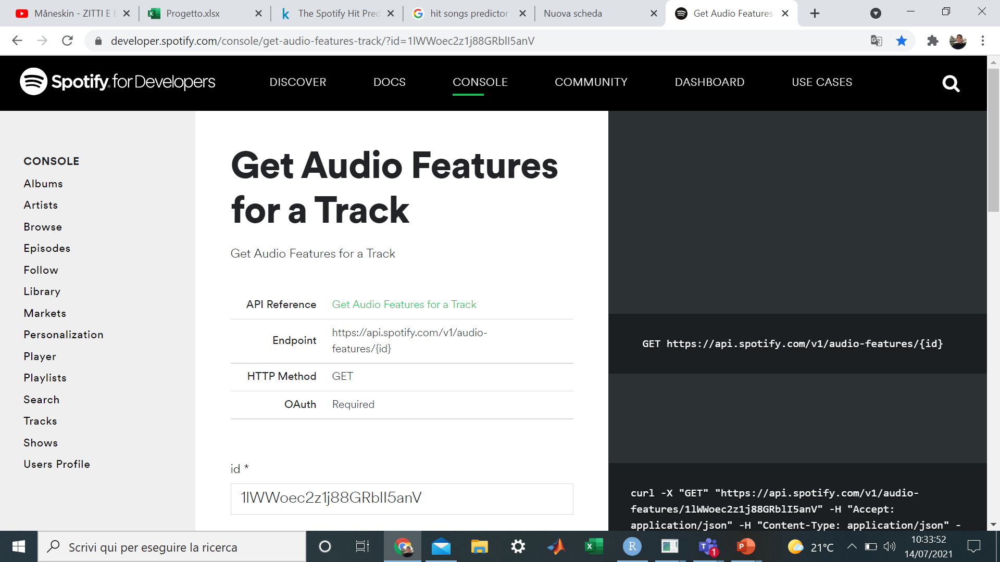 Måneskin - ZITTI E
Progetto.xlsx
The Spotify Hit Pred
hit songs predictor
Nuova scheda
Get Audio Features
developer.spotify.com/console/get-audio-features-track/?id=1lWWoec2z1j88GRblI5anV
Spotify for Developers
DISCOVER
DOCS
CONSOLE
COMMUNITY
DASHBOARD
USE CASES
CONSOLE
Albums
Artists
Browse
Episodes
Follow
Library
Markets
Personalization
Player
Playlists
Search
Tracks
Shows
Users Profile
Get Audio Features
for a Track
Get Audio Features for a Track
API Reference Get Audio Features for a Track
Endpoint https://api.spotify.com/v1/audio-
features/{id}
HTTP Method GET
OAuth Required
id *
1lWWoec2z1j88GRblI5anV
GET https://api.spotify.com/v1/audio-features/{id}
curl -X "GET" "https://api.spotify.com/v1/audio-
features/1lWWoec2z1j88GRblI5anV" -H "Accept:
application/json" -H "Content-Type: application/json" -
Scrivi qui per eseguire la ricerca
1
21°C
10:33:52
14/07/2021